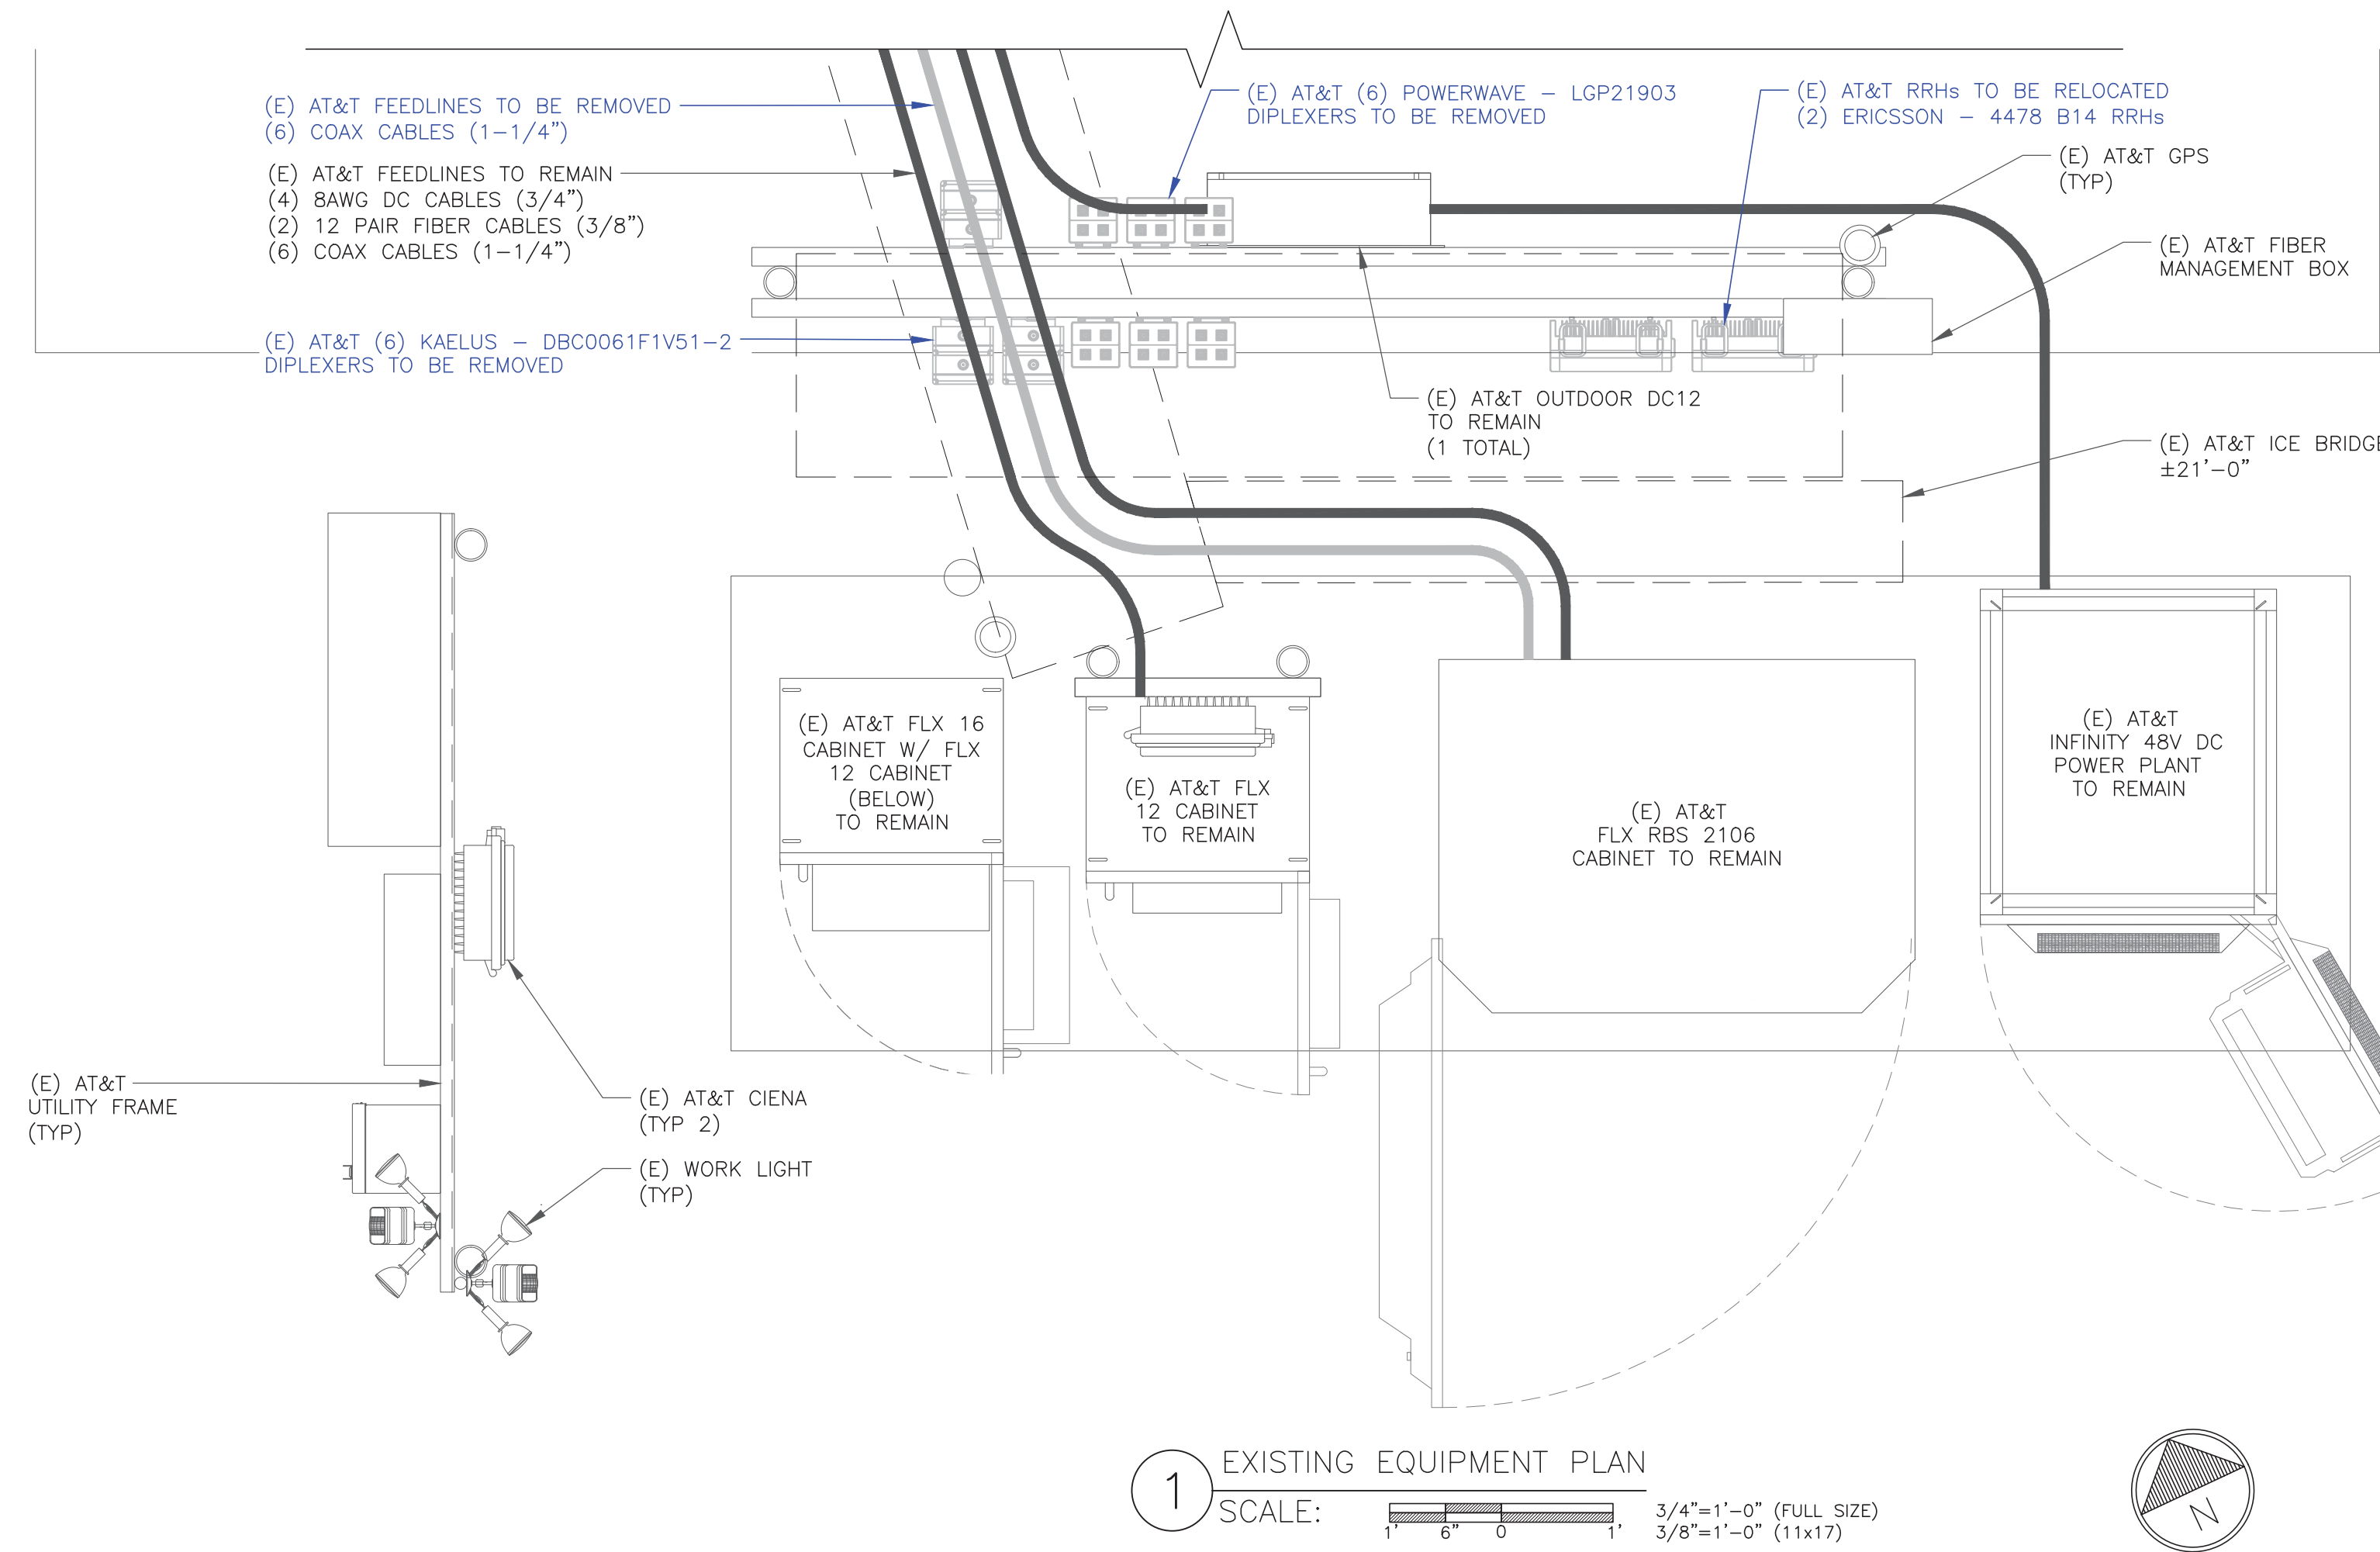 (E) AT&T FEEDLINES TO BE REMOVED
(6) COAX CABLES (1-1/4")
(E) AT&T FEEDLINES TO REMAIN
(4) 8AWG DC CABLES (3/4")
(2) 12 PAIR FIBER CABLES (3/8")
(6) COAX CABLES (1-1/4")
(E) AT&T (6) KAELUS - DBC0061F1V51-2
DIPLEXERS TO BE REMOVED
(E) AT&T (6) POWERWAVE - LGP21903
DIPLEXERS TO BE REMOVED
(E) AT&T RRHs TO BE RELOCATED
(2) ERICSSON - 4478 B14 RRHs
(E) AT&T GPS
(TYP)
(E) AT&T FIBER
MANAGEMENT BOX
(E) AT&T OUTDOOR DC12
TO REMAIN
(1 TOTAL)
(E) AT&T ICE BRIDGE
±21'-0"
(E) AT&T FLX 16
CABINET W/ FLX
12 CABINET
(BELOW)
TO REMAIN
(E) AT&T FLX
12 CABINET
TO REMAIN
(E) AT&T
FLX RBS 2106
CABINET TO REMAIN
(E) AT&T
INFINITY 48V DC
POWER PLANT
TO REMAIN
(E) AT&T
UTILITY FRAME
(TYP)
(E) AT&T CIENA
(TYP 2)
(E) WORK LIGHT
(TYP)
1
EXISTING EQUIPMENT PLAN
SCALE:
1' 6" 0 1'
3/4"=1'-0" (FULL SIZE)
3/8"=1'-0" (11x17)
N